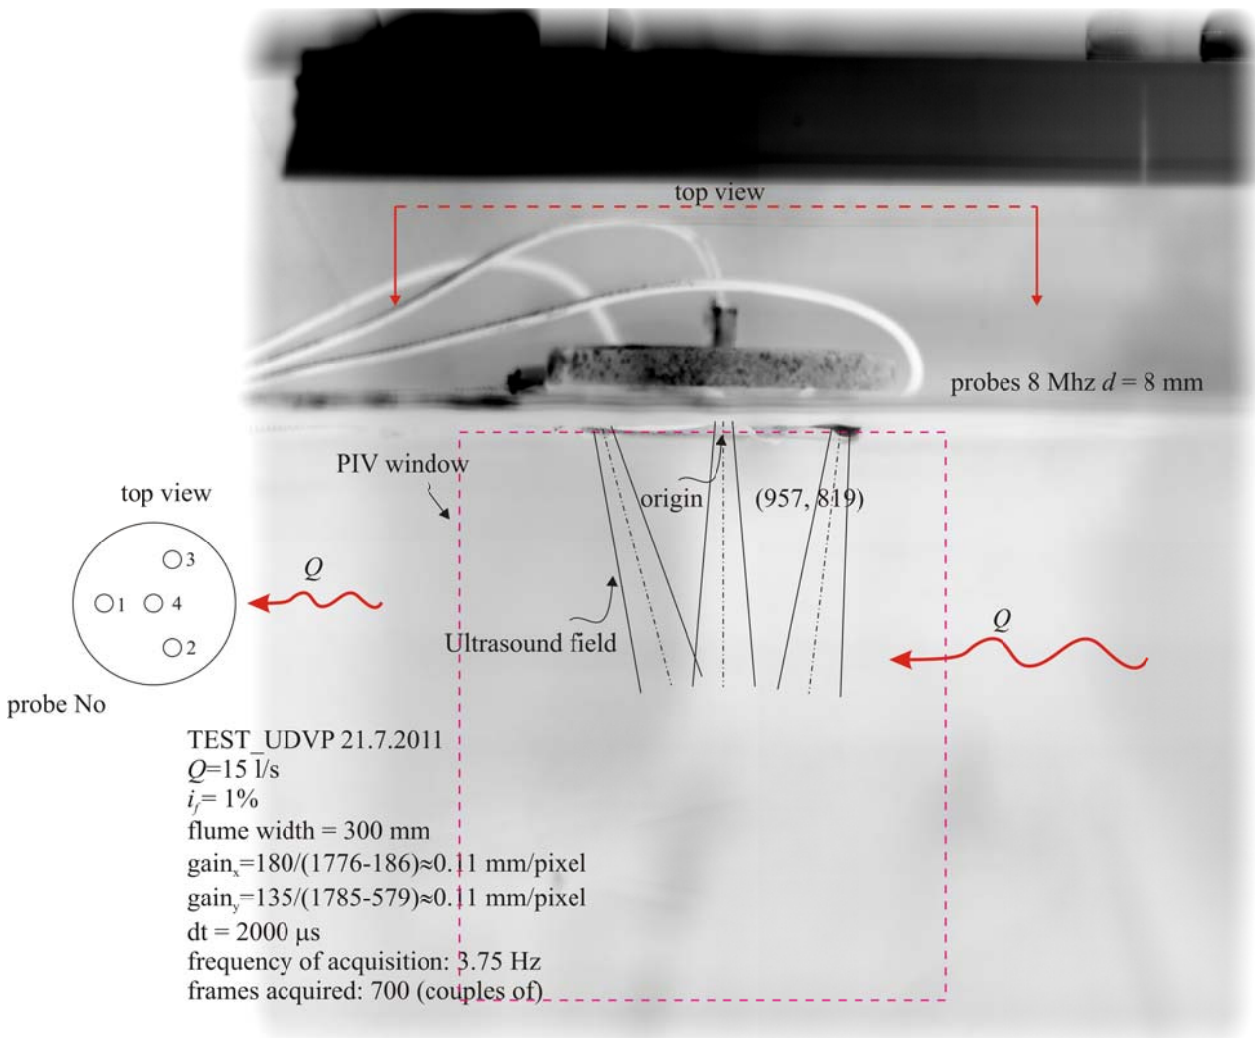 top view
probes 8 Mhz d = 8 mm
PIV window
origin
(957, 819)
top view
3
Q
1
4
2
Q
Ultrasound field
probe No
TEST_UDVP 21.7.2011
Q=15 l/s
i_f= 1%
flume width = 300 mm
gain_x=180/(1776-186)≈0.11 mm/pixel
gain_y=135/(1785-579)≈0.11 mm/pixel
dt = 2000 μs
frequency of acquisition: 3.75 Hz
frames acquired: 700 (couples of)